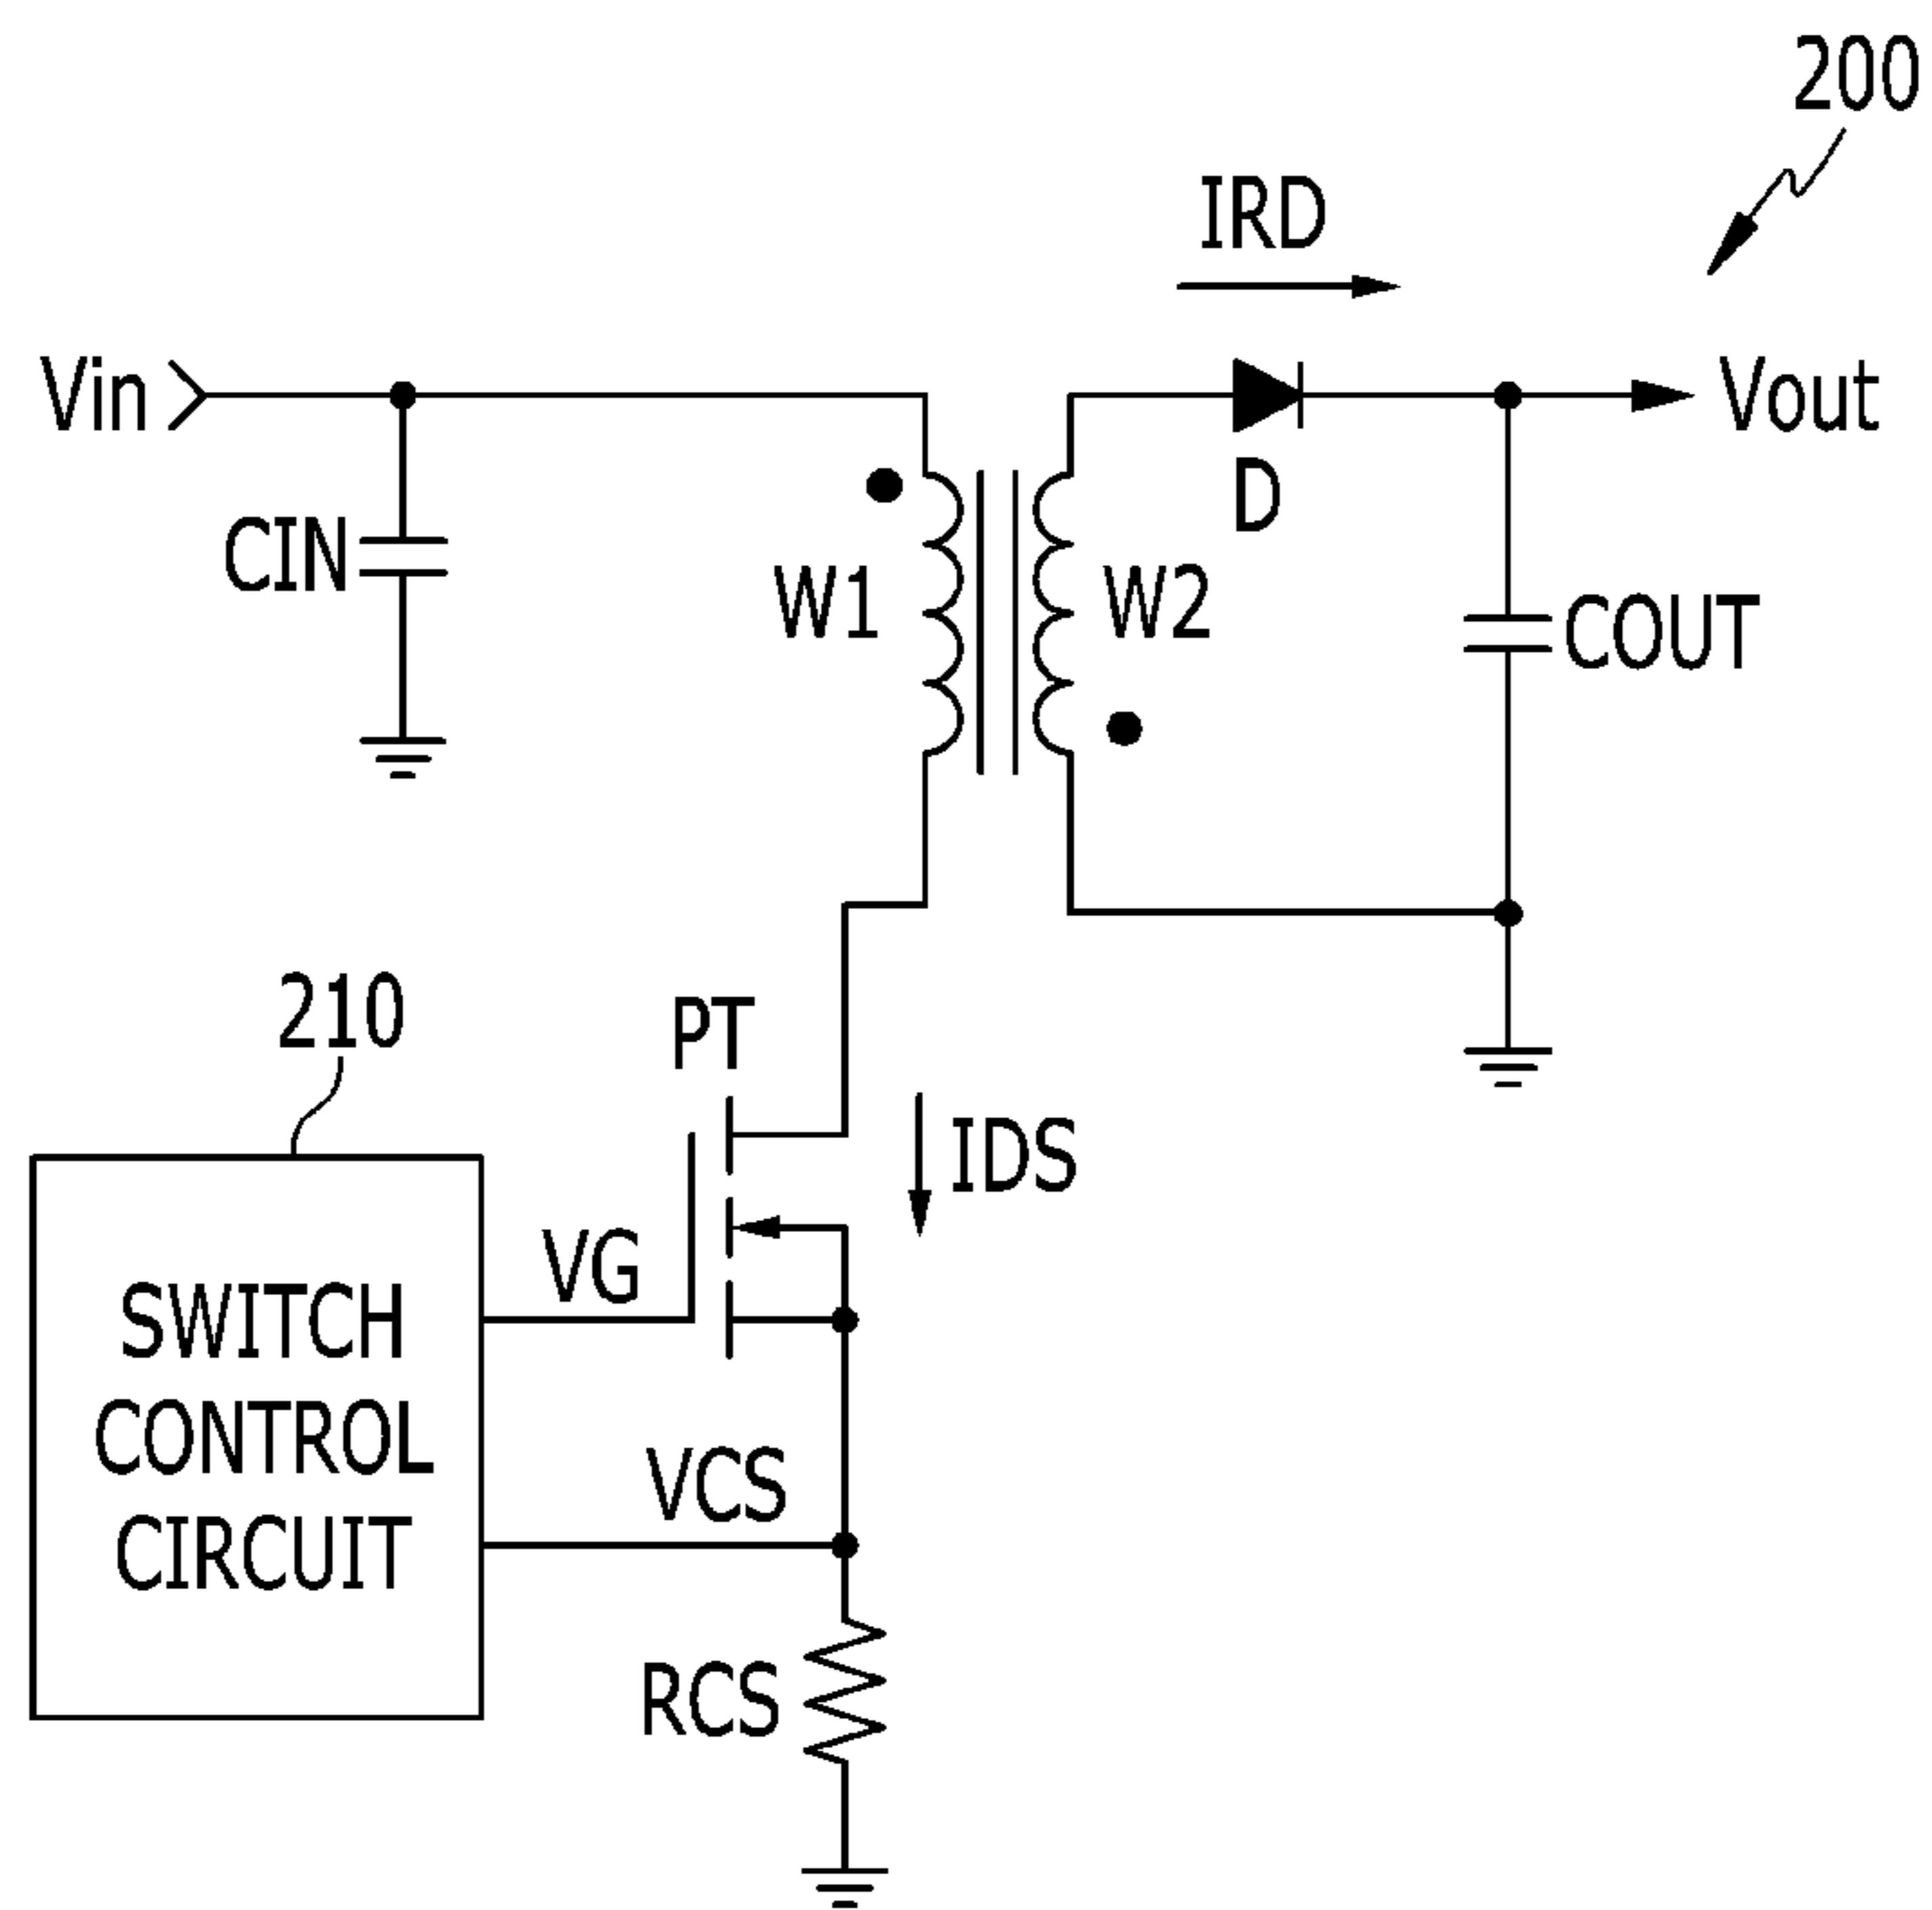 200
IRD
Vin
Vout
D
CIN
W1
W2
COUT
210
PT
IDS
VG
SWITCH
CONTROL
CIRCUIT
VCS
RCS